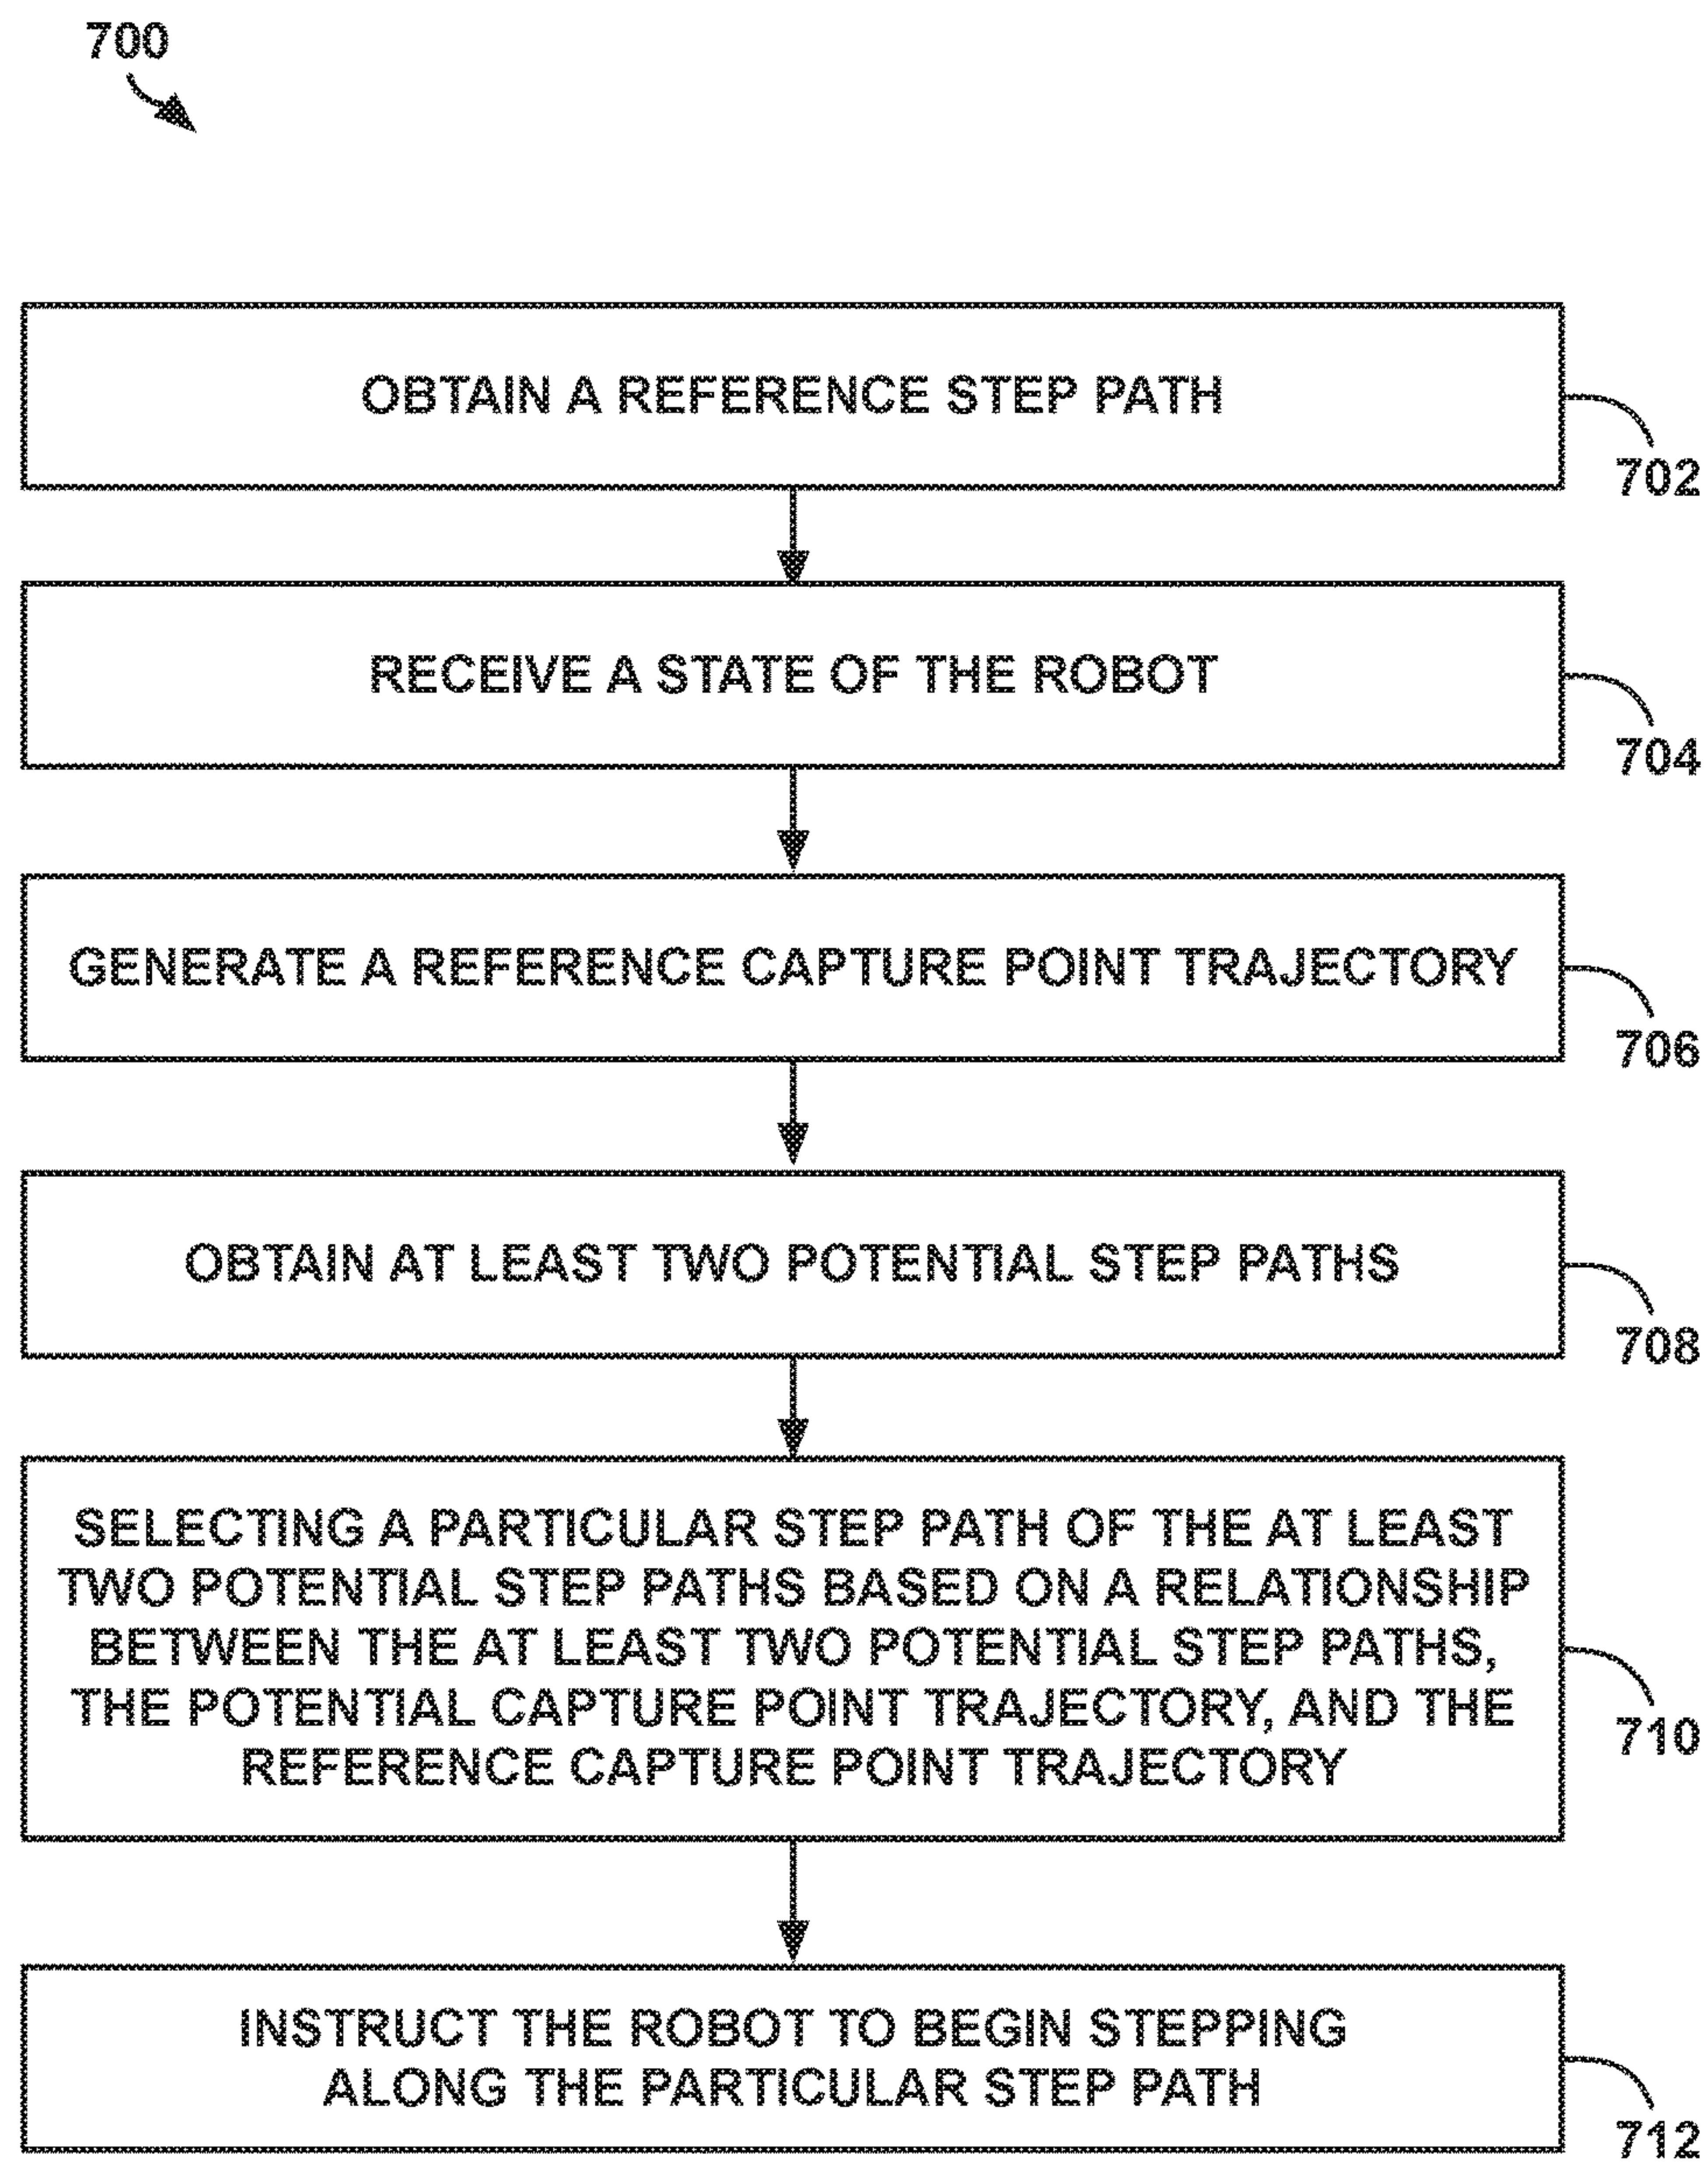 700
OBTAIN A REFERENCE STEP PATH
702
RECEIVE A STATE OF THE ROBOT
704
GENERATE A REFERENCE CAPTURE POINT TRAJECTORY
706
OBTAIN AT LEAST TWO POTENTIAL STEP PATHS
708
SELECTING A PARTICULAR STEP PATH OF THE AT LEAST
TWO POTENTIAL STEP PATHS BASED ON A RELATIONSHIP
BETWEEN THE AT LEAST TWO POTENTIAL STEP PATHS,
THE POTENTIAL CAPTURE POINT TRAJECTORY, AND THE
REFERENCE CAPTURE POINT TRAJECTORY
710
INSTRUCT THE ROBOT TO BEGIN STEPPING
ALONG THE PARTICULAR STEP PATH
712